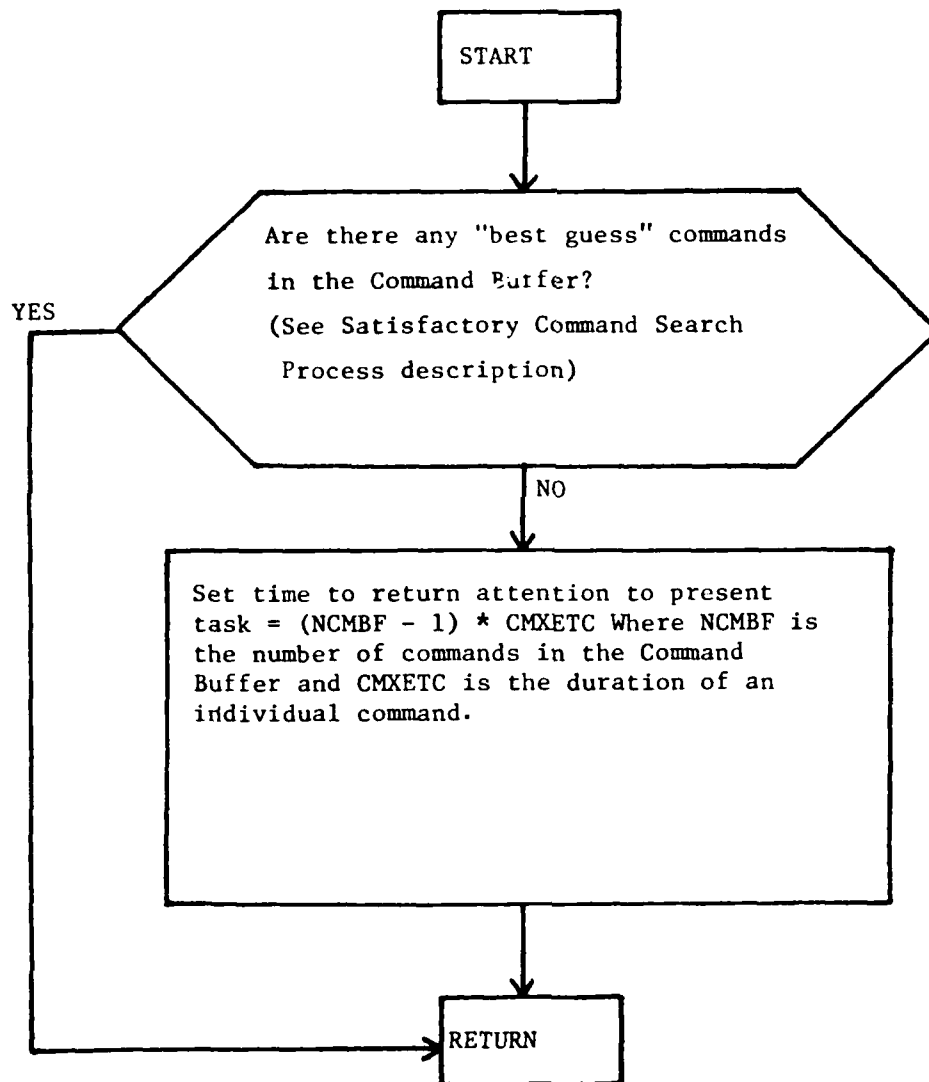 START
Are there any "best guess" commands
in the Command Buffer?
(See Satisfactory Command Search
Process description)
YES
NO
Set time to return attention to present
task = (NCMBF - 1) * CMXETC Where NCMBF is
the number of commands in the Command
Buffer and CMXETC is the duration of an
individual command.
RETURN